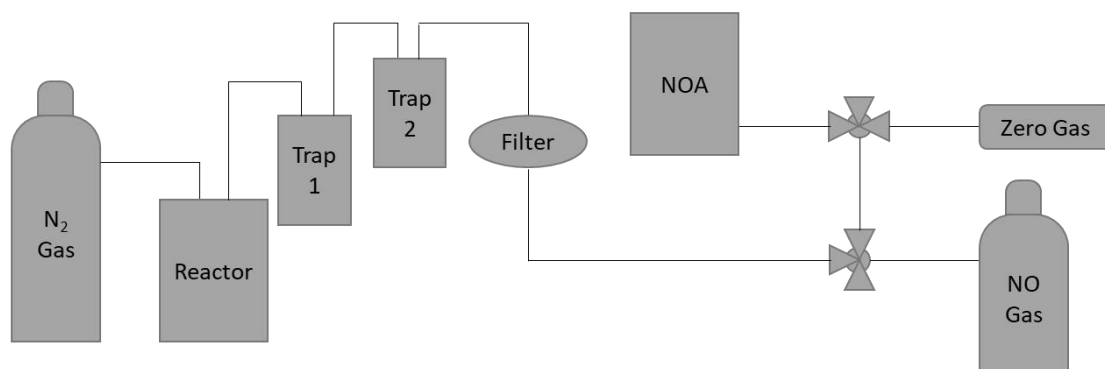 N₂
Gas
Reactor
Trap
1
Trap
2
Filter
NOA
Zero Gas
NO
Gas